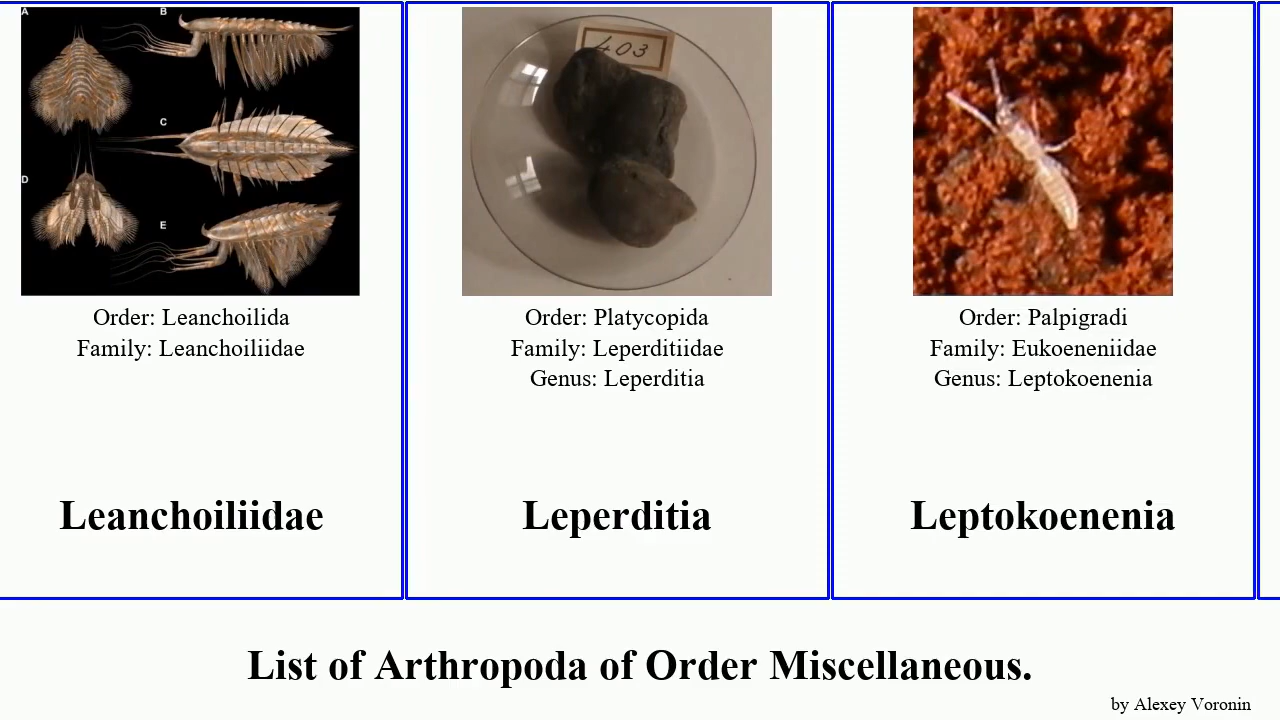 A
B
C
D
E
403
Order: Leanchoilida
Family: Leanchoiliidae
Order: Platycopida
Family: Leperditiidae
Genus: Leperditia
Order: Palpigradi
Family: Eukoeneniidae
Genus: Leptokoenenia
Leanchoiliidae
Leperditia
Leptokoenenia
List of Arthropoda of Order Miscellaneous.
by Alexey Voronin